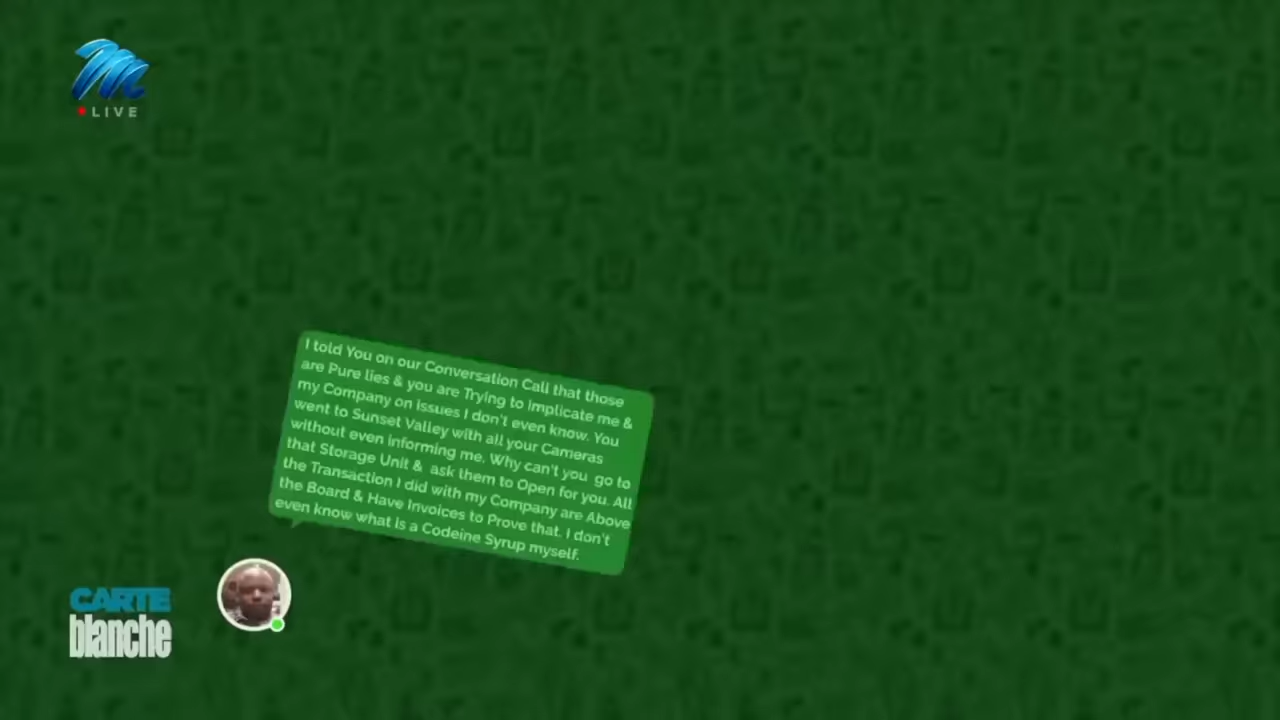 LIVE
I told You on our Conversation Call that those
are Pure lies & you are Trying to implicate me &
my Company on issues I don't even know. You
went to Sunset Valley with all your Cameras
without even informing me. Why can't you go to
that Storage Unit & ask them to Open for you. All
the Transaction I did with my Company are Above
the Board & Have Invoices to Prove that. I don't
even know what is a Codeine Syrup myself.
CARTE
blanche